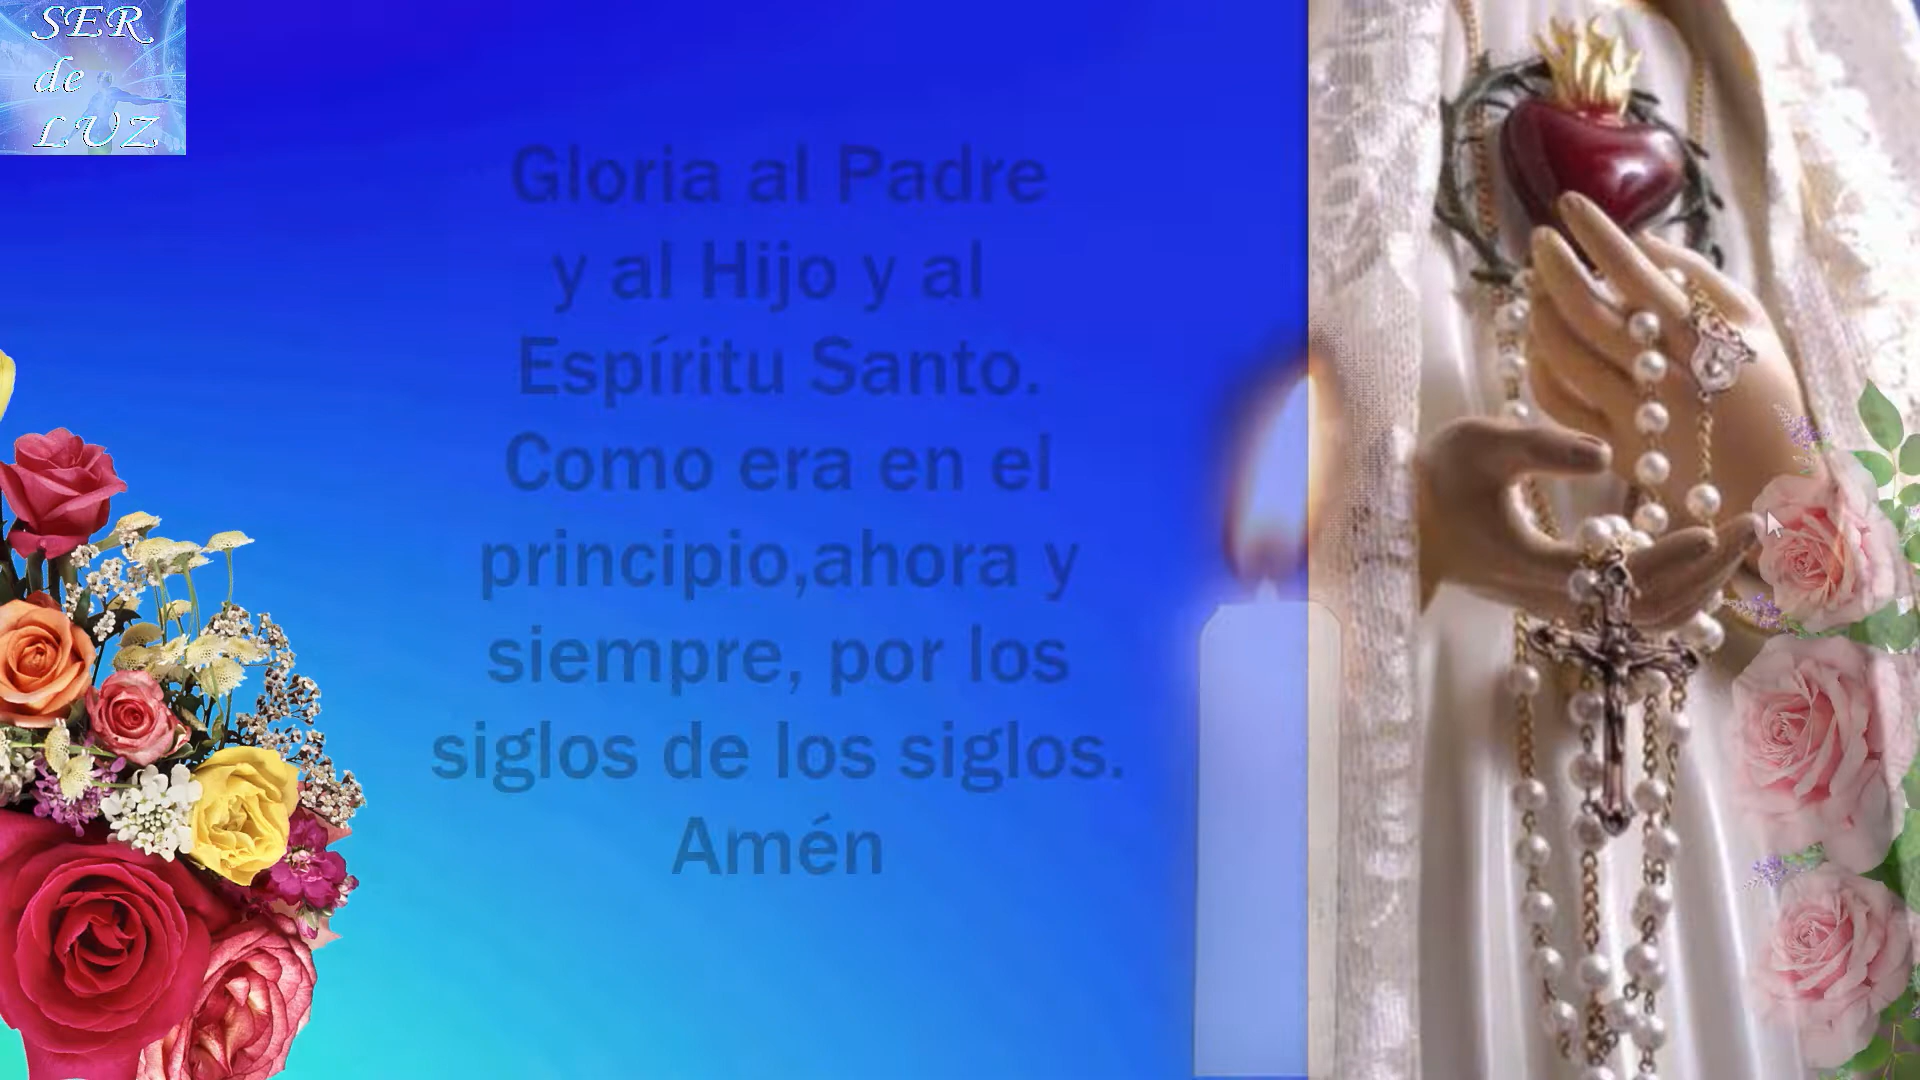 SER
de
LUZ
Gloria al Padre
y al Hijo y al
Espíritu Santo.
Como era en el
principio,ahora y
siempre, por los
siglos de los siglos.
Amén